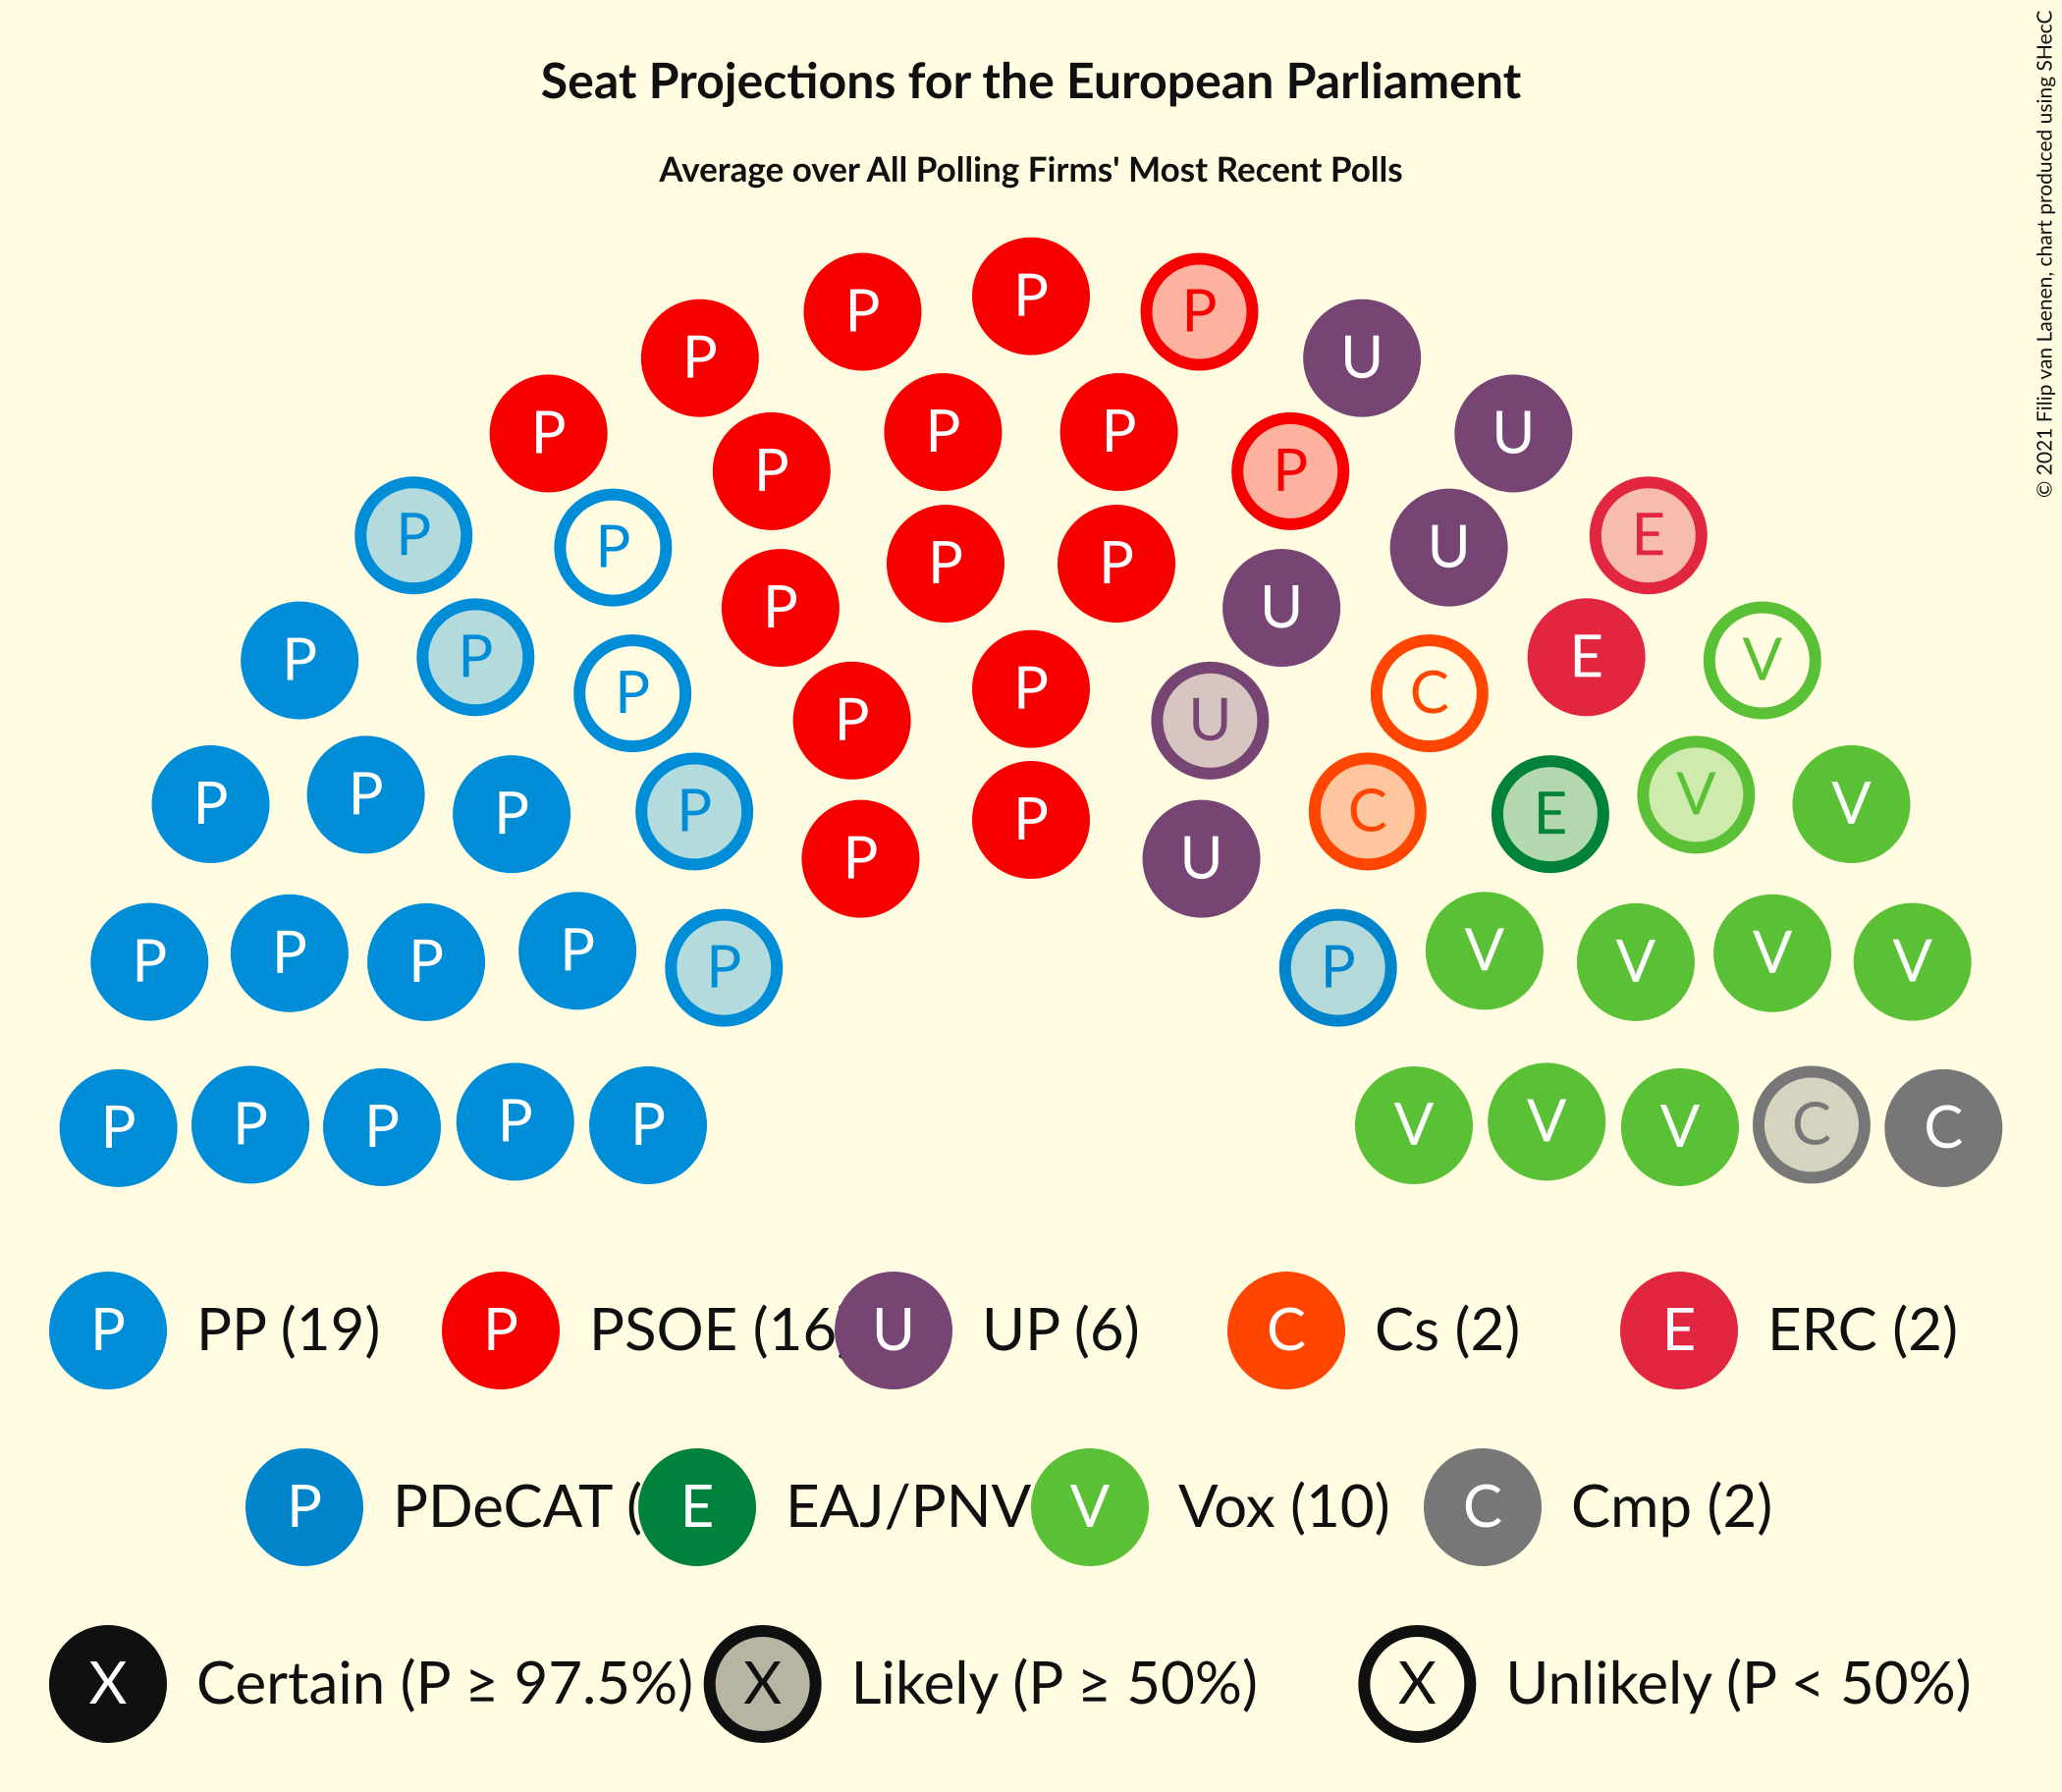 Seat Projections for the European Parliament
Average over All Polling Firms' Most Recent Polls
© 2021 Filip van Laenen, chart produced using SHecC
P
P P
P U
P P P U
P P
P E
P U
P P
P U
P P E V
P P C
P U
P P V V
P P P C E
P U
P P P P P P V V V V
P P P P P V V V C C
P PP (19) P PSOE (16 U UP (6) C Cs (2) E ERC (2)
P PDeCAT ( E EAJ/PNV V Vox (10) C Cmp (2)
X Certain (P ≥ 97.5%) X Likely (P ≥ 50%) X Unlikely (P < 50%)